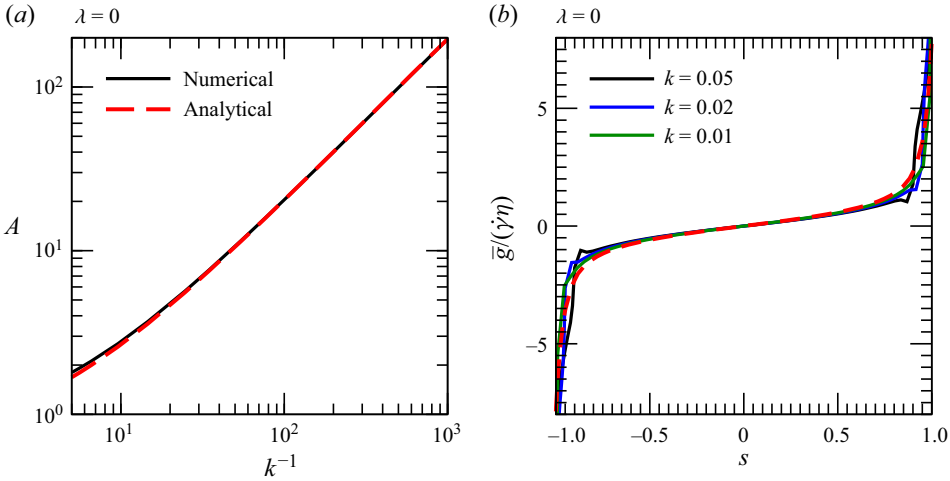 (a)
λ = 0
10²
10¹
10⁰
A
Numerical
Analytical
10¹
10²
10³
k⁻¹
(b)
λ = 0
5
0
–5
g̅/(γ̇η)
k = 0.05
k = 0.02
k = 0.01
–1.0
–0.5
0
0.5
1.0
s